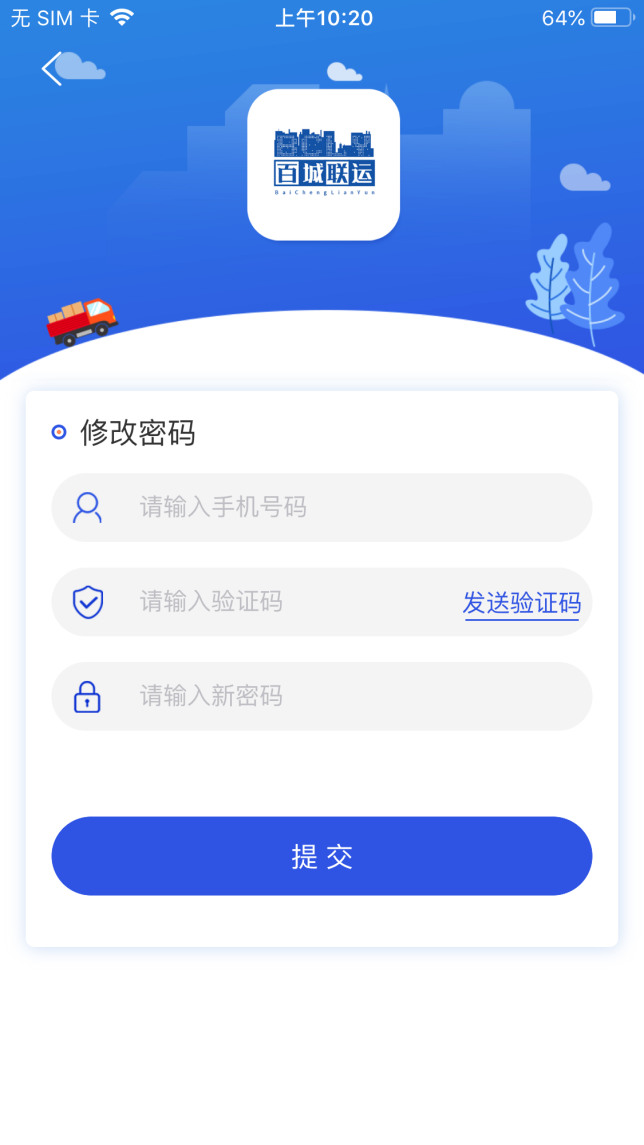 无 SIM 卡 上午10:20 64%
百城联运
BaiChengLianYun
修改密码
请输入手机号码
请输入验证码 发送验证码
请输入新密码
提 交